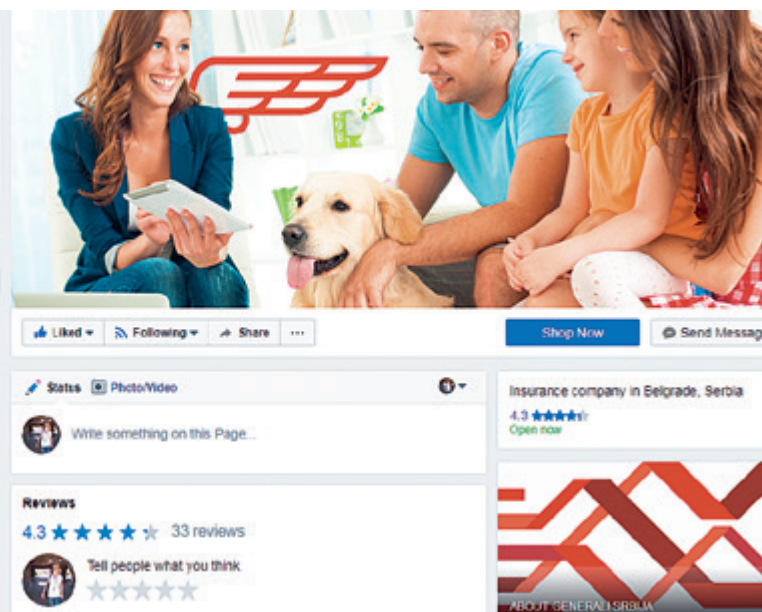 Liked
Following
Share
Shop Now
Send Messag
Status
Photo/Video
Write something on this Page...
Insurance company in Belgrade, Serbia
4.3
Open now
Reviews
4.3
33 reviews
Tell people what you think
ABOUT GENERALI SRBIJA